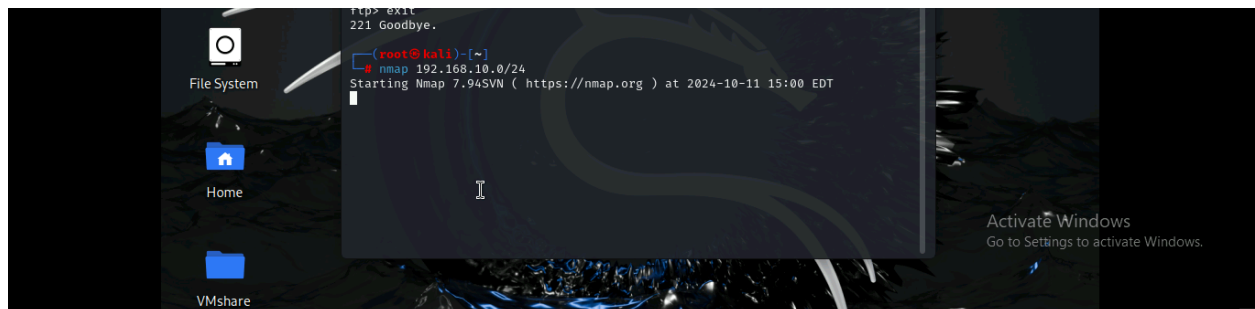 ftp> exit
221 Goodbye.
(root㉿kali)-[~]
# nmap 192.168.10.0/24
Starting Nmap 7.94SVN ( https://nmap.org ) at 2024-10-11 15:00 EDT
File System
Home
VMshare
Activate Windows
Go to Settings to activate Windows.